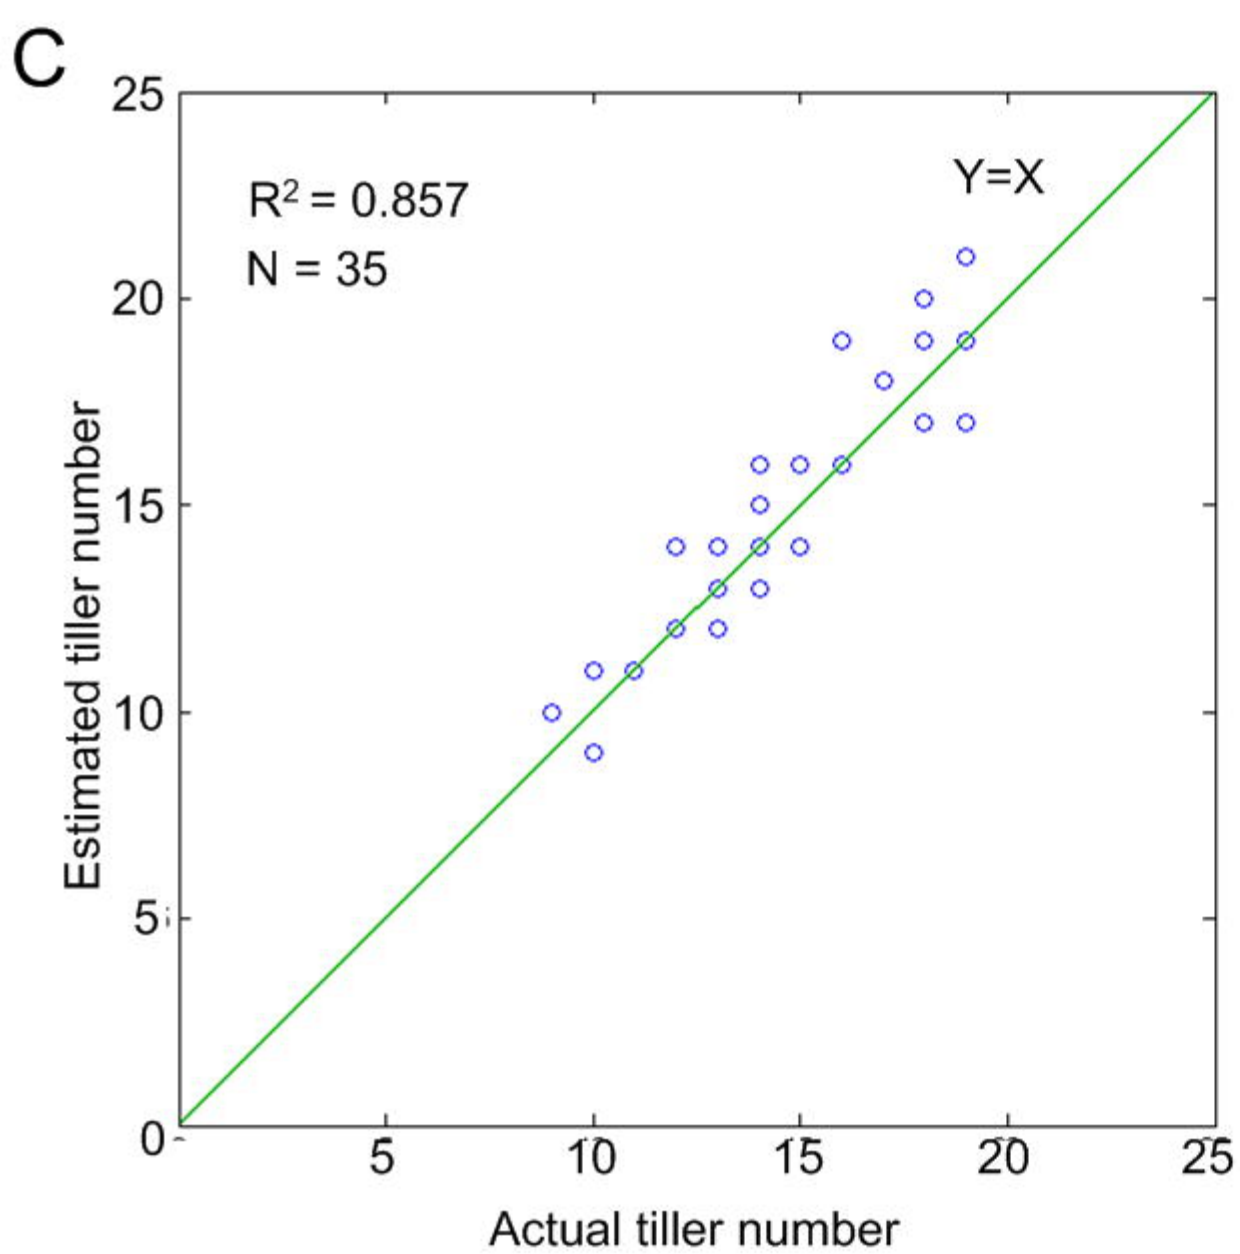 C
25
R² = 0.857
Y=X
N = 35
20
15
10
5
0
Estimated tiller number
5
10
15
20
25
Actual tiller number